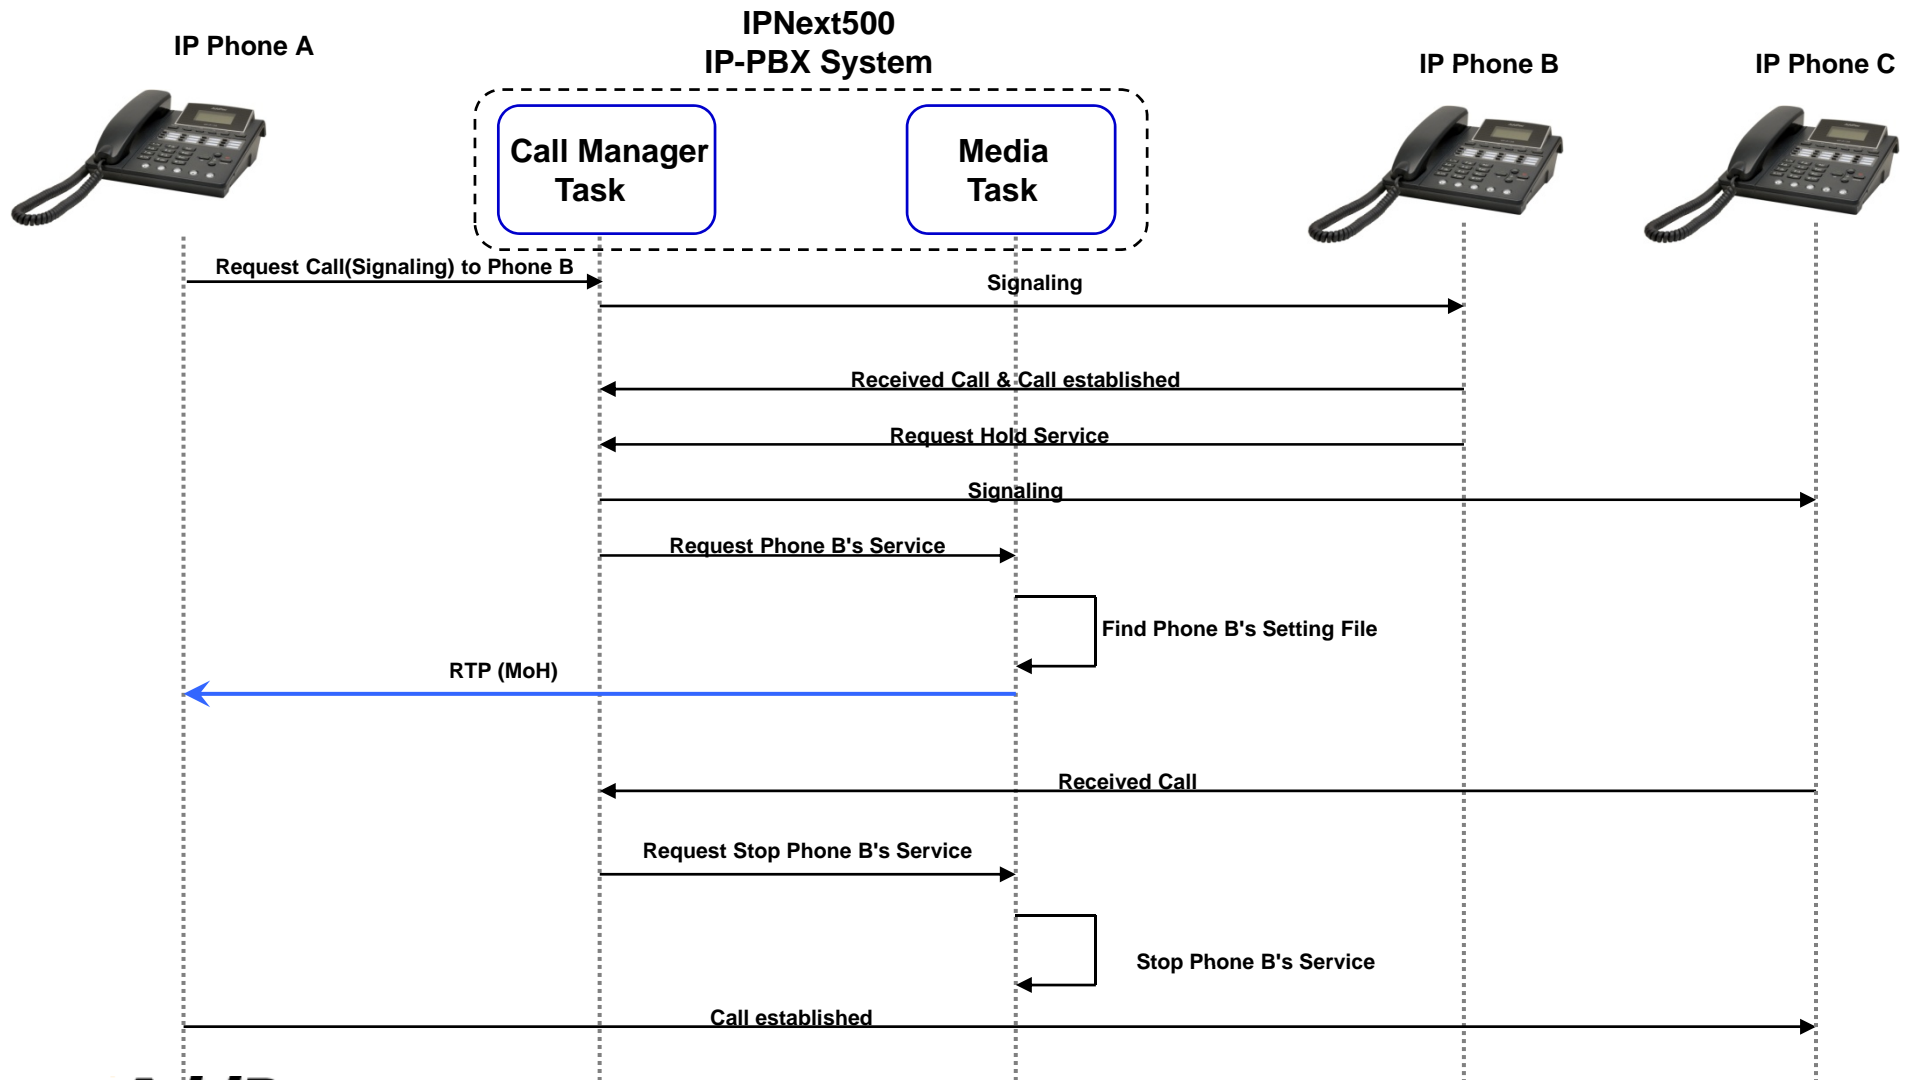 IPNext500
IP-PBX System
IP Phone A
IP Phone B
IP Phone C
Call Manager
Task
Media
Task
Request Call(Signaling) to Phone B
Signaling
Received Call & Call established
Request Hold Service
Signaling
Request Phone B's Service
Find Phone B's Setting File
RTP (MoH)
Received Call
Request Stop Phone B's Service
Stop Phone B's Service
Call established